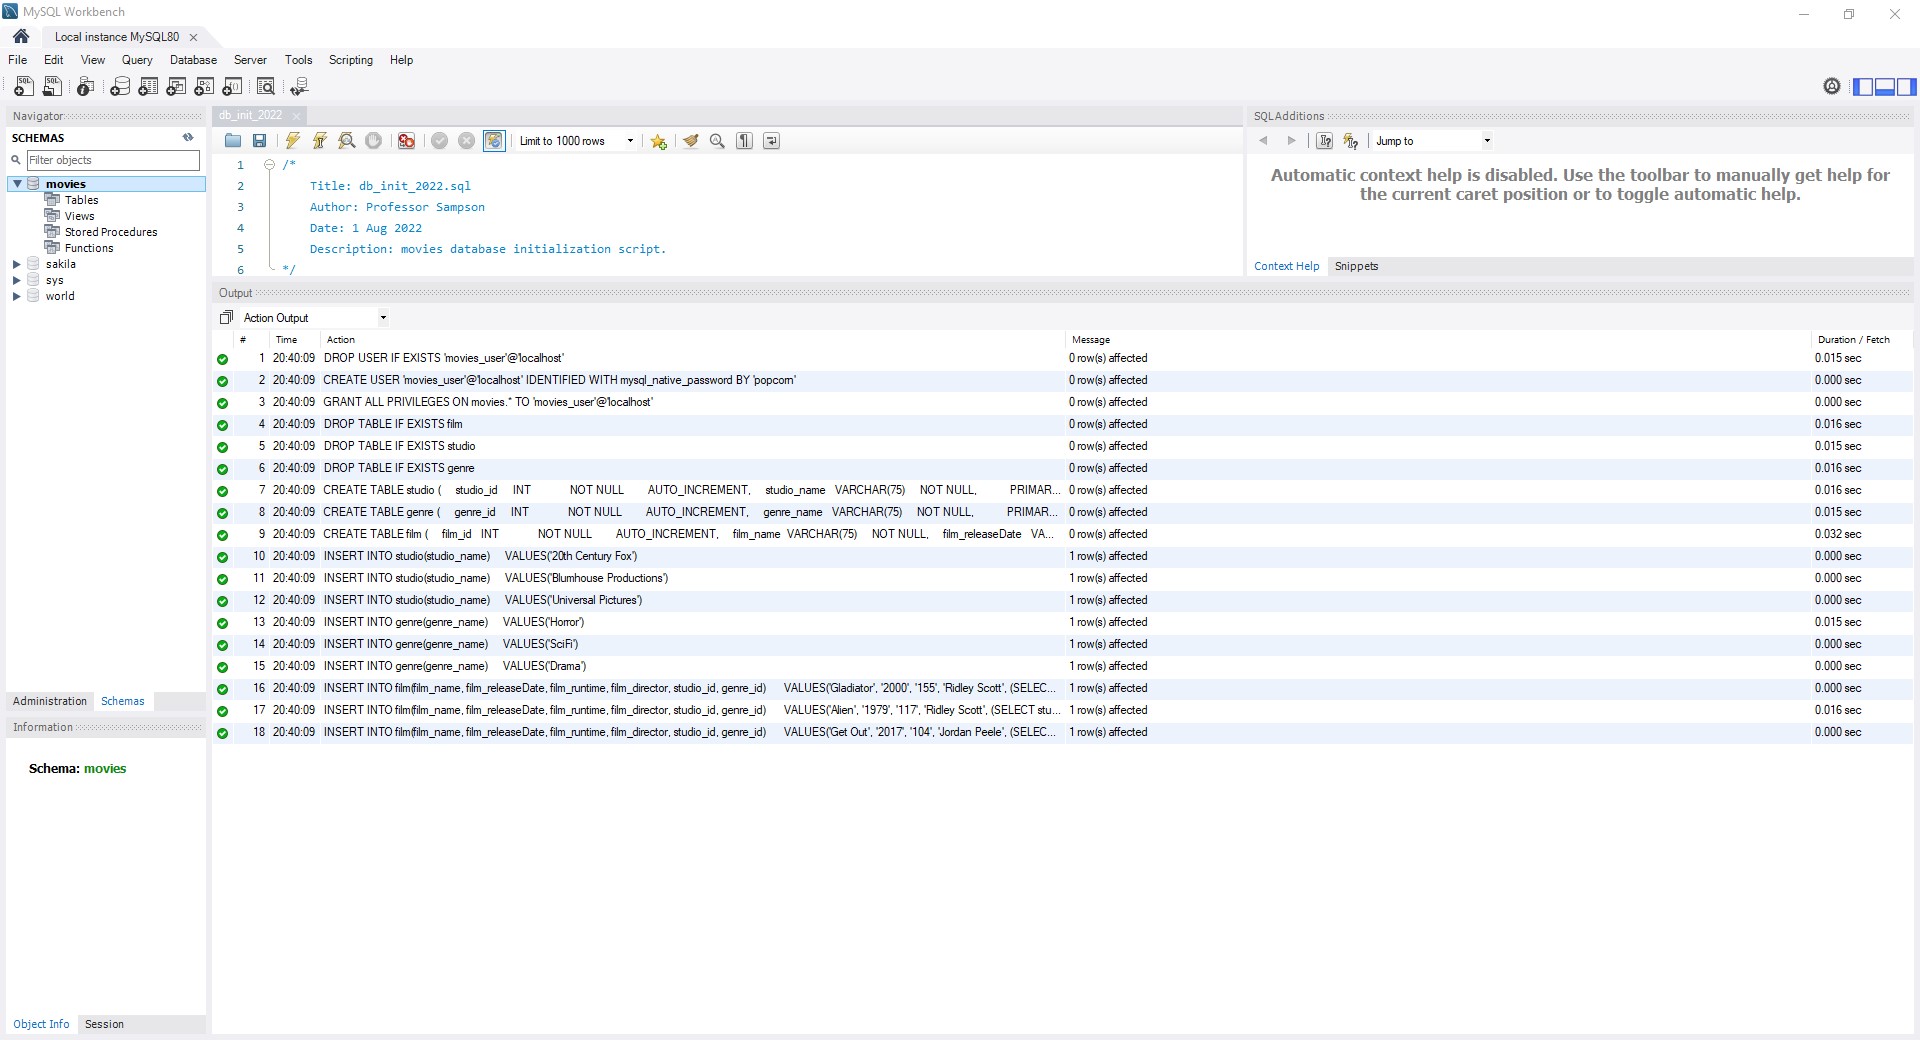 MySQL Workbench
Local instance MySQL80
File Edit View Query Database Server Tools Scripting Help
Navigator
SCHEMAS
Filter objects
movies
Tables
Views
Stored Procedures
Functions
sakila
sys
world
Administration Schemas
Information
Schema: movies
Object Info Session
db_init_2022
Limit to 1000 rows
1 /*
2 Title: db_init_2022.sql
3 Author: Professor Sampson
4 Date: 1 Aug 2022
5 Description: movies database initialization script.
6 */
SQLAdditions
Jump to
Automatic context help is disabled. Use the toolbar to manually get help for
the current caret position or to toggle automatic help.
Context Help Snippets
Output
Action Output
# Time Action Message Duration / Fetch
1 20:40:09 DROP USER IF EXISTS 'movies_user'@'localhost' 0 row(s) affected 0.015 sec
2 20:40:09 CREATE USER 'movies_user'@'localhost' IDENTIFIED WITH mysql_native_password BY 'popcorn' 0 row(s) affected 0.000 sec
3 20:40:09 GRANT ALL PRIVILEGES ON movies.* TO 'movies_user'@'localhost' 0 row(s) affected 0.000 sec
4 20:40:09 DROP TABLE IF EXISTS film 0 row(s) affected 0.016 sec
5 20:40:09 DROP TABLE IF EXISTS studio 0 row(s) affected 0.015 sec
6 20:40:09 DROP TABLE IF EXISTS genre 0 row(s) affected 0.016 sec
7 20:40:09 CREATE TABLE studio ( studio_id INT NOT NULL AUTO_INCREMENT, studio_name VARCHAR(75) NOT NULL, PRIMAR... 0 row(s) affected 0.016 sec
8 20:40:09 CREATE TABLE genre ( genre_id INT NOT NULL AUTO_INCREMENT, genre_name VARCHAR(75) NOT NULL, PRIMAR... 0 row(s) affected 0.015 sec
9 20:40:09 CREATE TABLE film ( film_id INT NOT NULL AUTO_INCREMENT, film_name VARCHAR(75) NOT NULL, film_releaseDate VA... 0 row(s) affected 0.032 sec
10 20:40:09 INSERT INTO studio(studio_name) VALUES('20th Century Fox') 1 row(s) affected 0.000 sec
11 20:40:09 INSERT INTO studio(studio_name) VALUES('Blumhouse Productions') 1 row(s) affected 0.000 sec
12 20:40:09 INSERT INTO studio(studio_name) VALUES('Universal Pictures') 1 row(s) affected 0.000 sec
13 20:40:09 INSERT INTO genre(genre_name) VALUES('Horror') 1 row(s) affected 0.015 sec
14 20:40:09 INSERT INTO genre(genre_name) VALUES('SciFi') 1 row(s) affected 0.000 sec
15 20:40:09 INSERT INTO genre(genre_name) VALUES('Drama') 1 row(s) affected 0.000 sec
16 20:40:09 INSERT INTO film(film_name, film_releaseDate, film_runtime, film_director, studio_id, genre_id) VALUES('Gladiator', '2000', '155', 'Ridley Scott', (SELEC... 1 row(s) affected 0.000 sec
17 20:40:09 INSERT INTO film(film_name, film_releaseDate, film_runtime, film_director, studio_id, genre_id) VALUES('Alien', '1979', '117', 'Ridley Scott', (SELECT stu... 1 row(s) affected 0.016 sec
18 20:40:09 INSERT INTO film(film_name, film_releaseDate, film_runtime, film_director, studio_id, genre_id) VALUES('Get Out', '2017', '104', 'Jordan Peele', (SELEC... 1 row(s) affected 0.000 sec